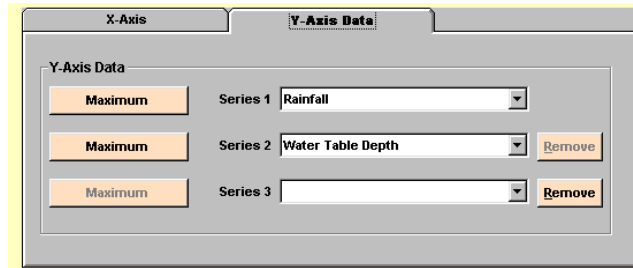 X-Axis Y-Axis Data
Y-Axis Data
Maximum Series 1 Rainfall
Maximum Series 2 Water Table Depth Remove
Maximum Series 3 Remove